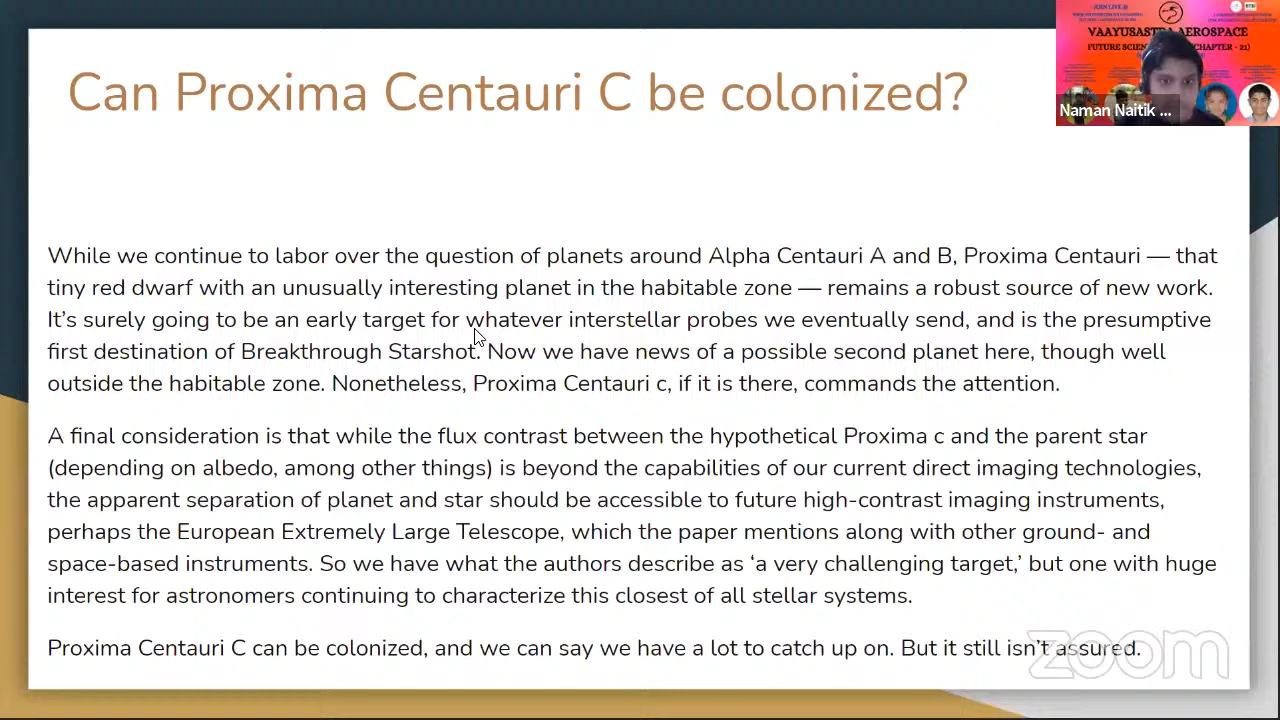 Can Proxima Centauri C be colonized?
JOIN LIVE @
VAAYUSASTRA AEROSPACE
Naman Naitik ...
While we continue to labor over the question of planets around Alpha Centauri A and B, Proxima Centauri — that
tiny red dwarf with an unusually interesting planet in the habitable zone — remains a robust source of new work.
It’s surely going to be an early target for whatever interstellar probes we eventually send, and is the presumptive
first destination of Breakthrough Starshot. Now we have news of a possible second planet here, though well
outside the habitable zone. Nonetheless, Proxima Centauri c, if it is there, commands the attention.
A final consideration is that while the flux contrast between the hypothetical Proxima c and the parent star
(depending on albedo, among other things) is beyond the capabilities of our current direct imaging technologies,
the apparent separation of planet and star should be accessible to future high-contrast imaging instruments,
perhaps the European Extremely Large Telescope, which the paper mentions along with other ground- and
space-based instruments. So we have what the authors describe as ‘a very challenging target,’ but one with huge
interest for astronomers continuing to characterize this closest of all stellar systems.
Proxima Centauri C can be colonized, and we can say we have a lot to catch up on. But it still isn’t assured.
zoom